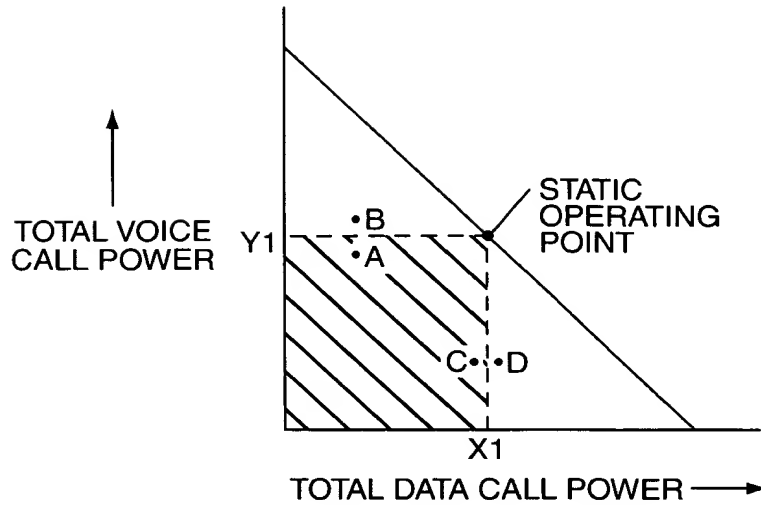 STATIC
OPERATING
POINT
B
TOTAL VOICE
CALL POWER
Y1
A
C
D
X1
TOTAL DATA CALL POWER